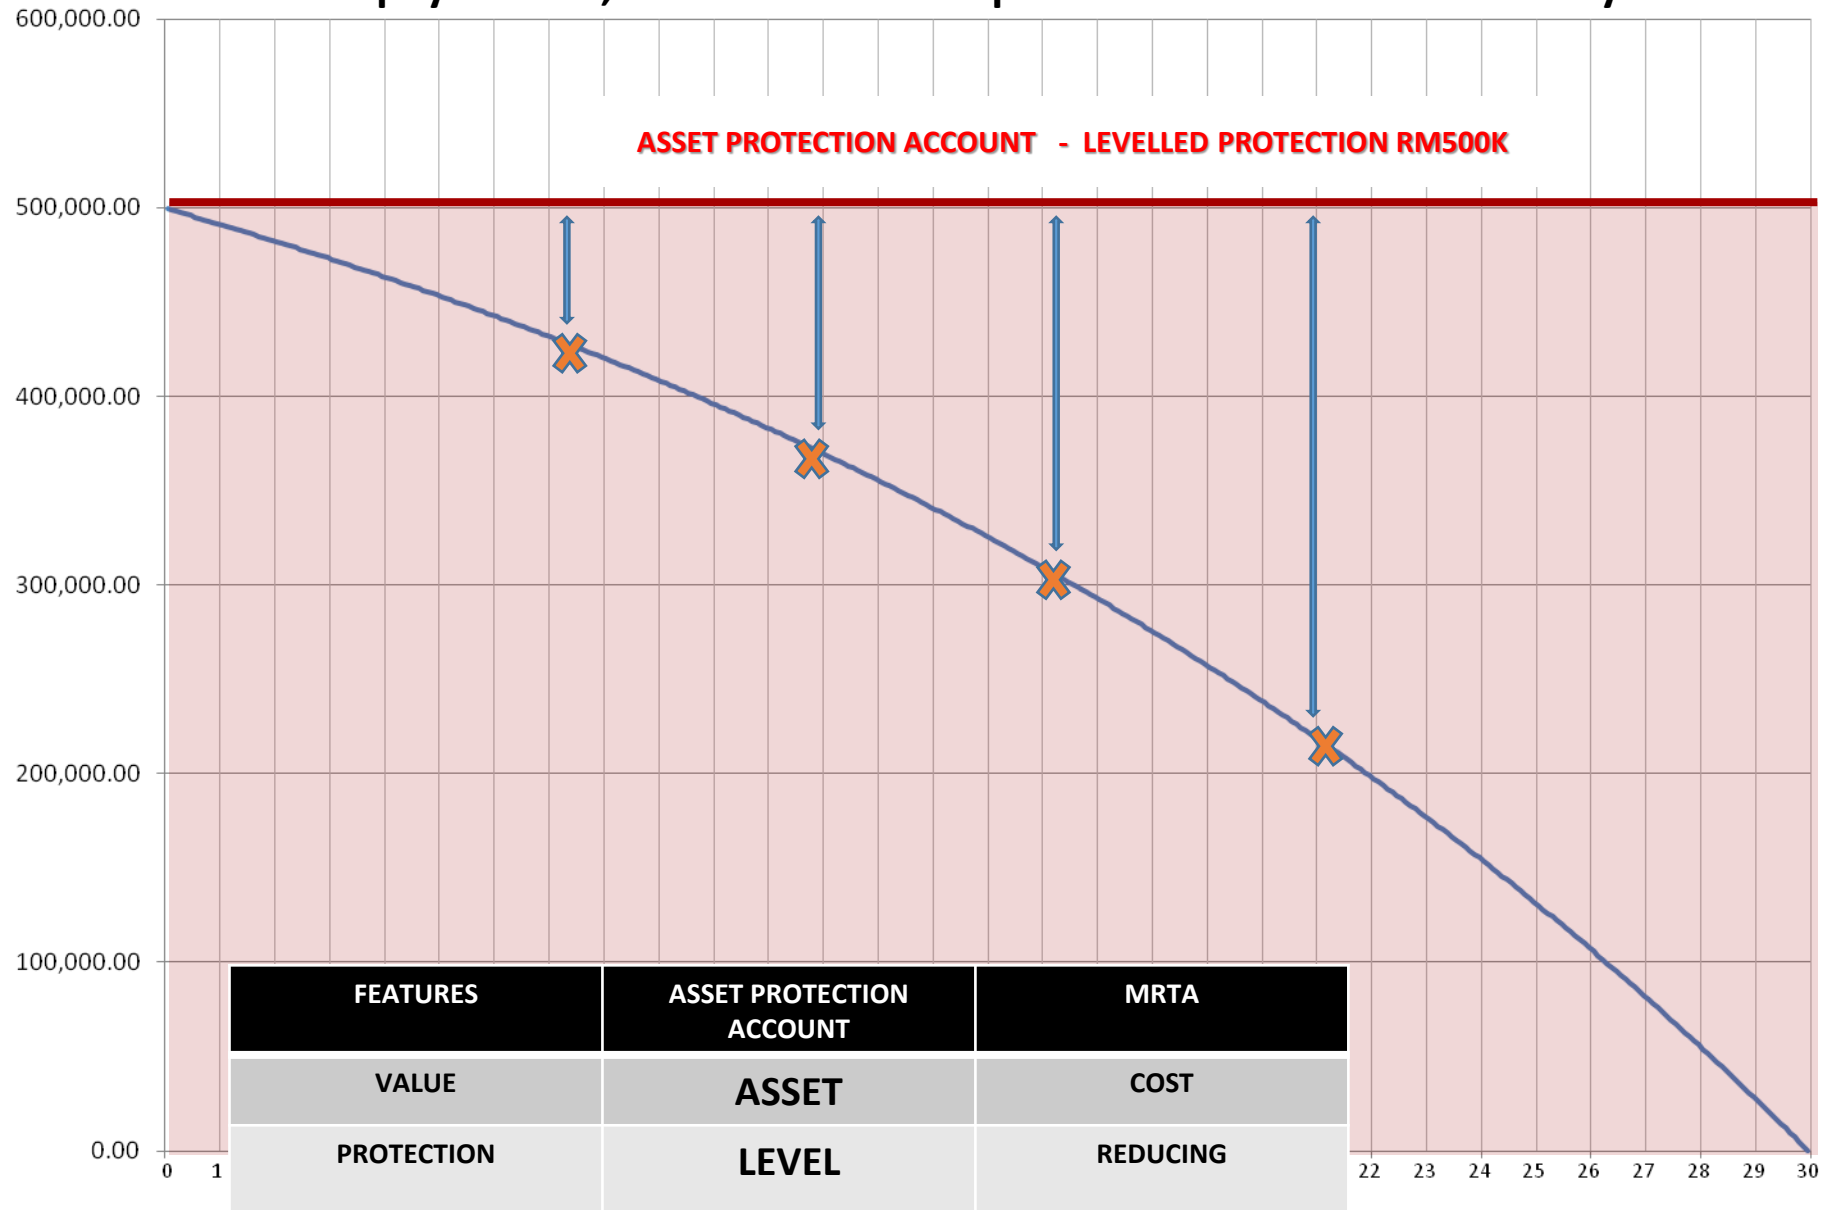 600,000.00
ASSET PROTECTION ACCOUNT - LEVELLED PROTECTION RM500K
500,000.00
400,000.00
300,000.00
200,000.00
100,000.00
FEATURES
ASSET PROTECTION
ACCOUNT
MRTA
VALUE
ASSET
COST
PROTECTION
LEVEL
REDUCING
0.00
0 1 22 23 24 25 26 27 28 29 30